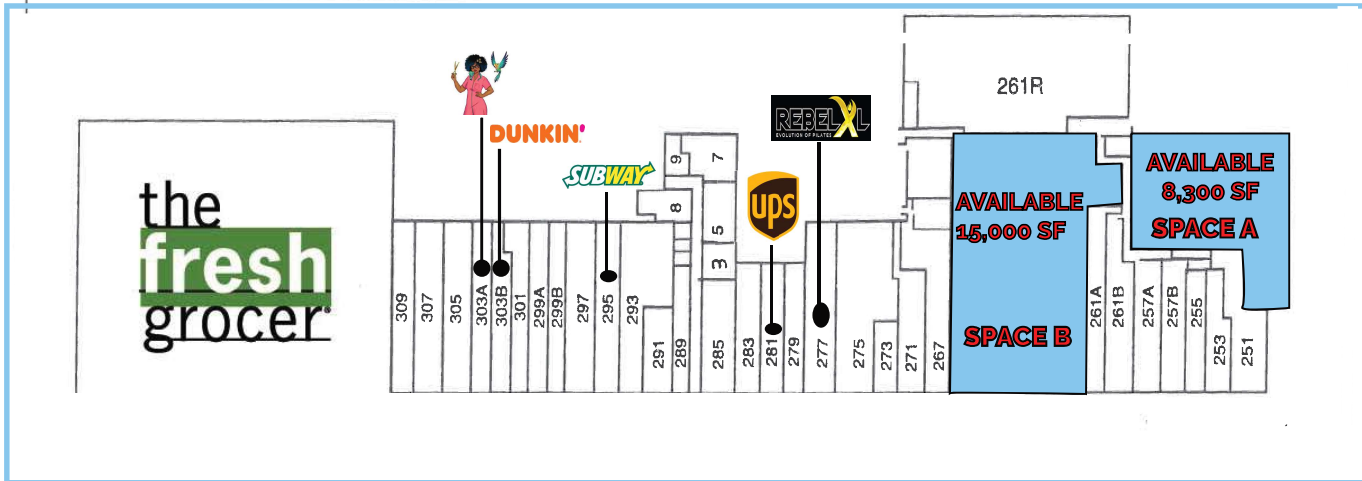 261R
REBEL XL
EVOLUTION OF PILATES
DUNKIN'
SUBWAY
ups
the
fresh
grocer
9
7
8
5
3
AVAILABLE
8,300 SF
SPACE A
AVAILABLE
15,000 SF
SPACE B
309
307
305
303A
303B
301
299A
299B
297
295
293
291
289
285
283
281
279
277
275
273
271
267
261A
261B
257A
257B
255
253
251